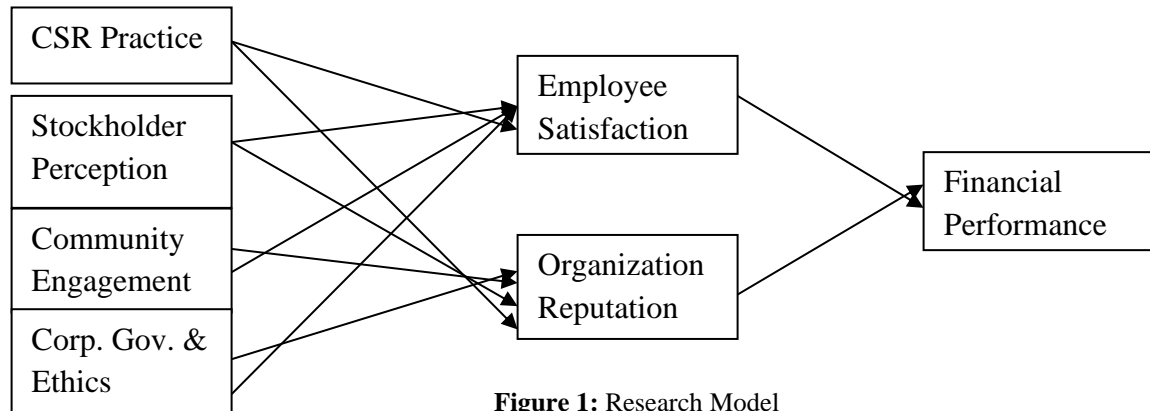 CSR Practice
Stockholder
Perception
Community
Engagement
Corp. Gov. &
Ethics
Employee
Satisfaction
Organization
Reputation
Financial
Performance
Figure 1: Research Model